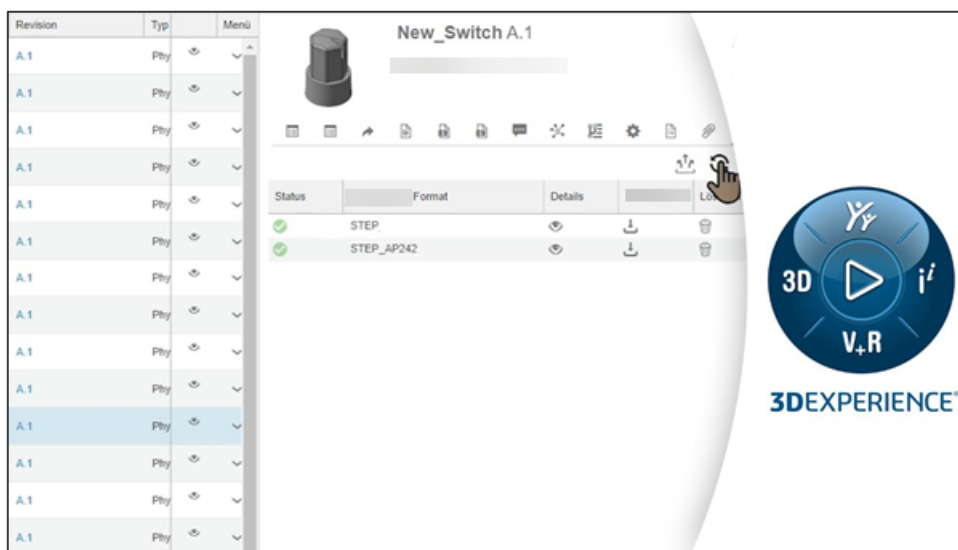 Revision Typ Menü
A.1 Phy
A.1 Phy
A.1 Phy
A.1 Phy
A.1 Phy
A.1 Phy
A.1 Phy
A.1 Phy
A.1 Phy
A.1 Phy
A.1 Phy
A.1 Phy
A.1 Phy
A.1 Phy
New_Switch A.1
Status Format Details
STEP
STEP_AP242
3D
V+R
3DEXPERIENCE